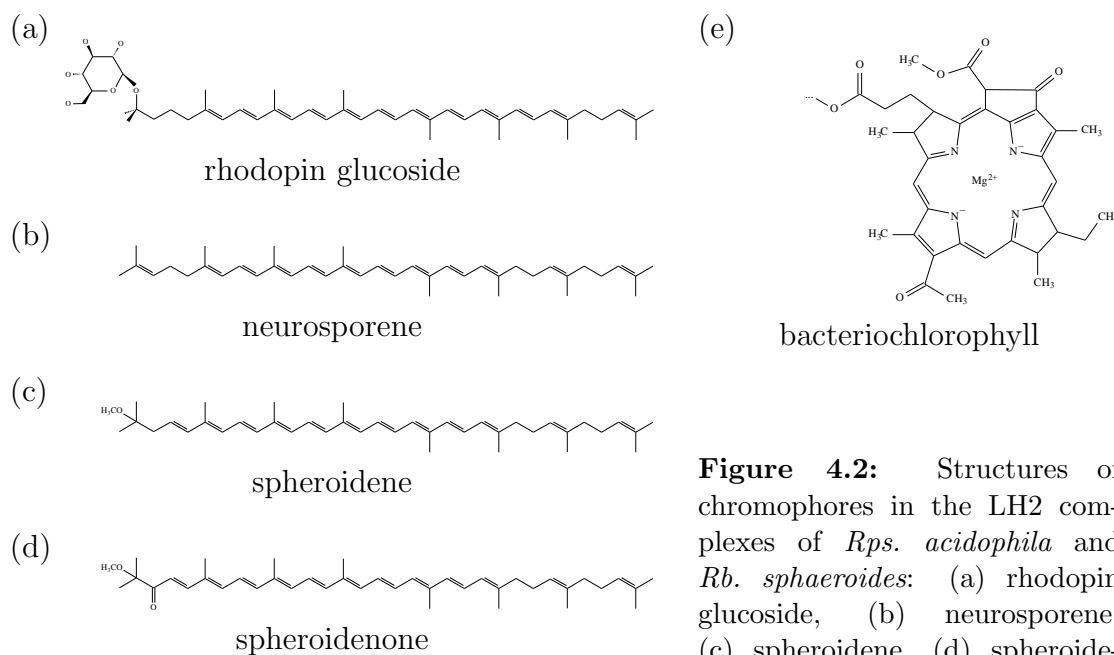 (a)
O
O
O
O
O
O
rhodopin glucoside
(b)
neurosporene
(c)
H₃CO
spheroidene
(d)
H₃CO
O
spheroidenone
(e)
O
H₃C
O
O
O
...
O
H₃C
CH₃
N
N⁻
Mg²⁺
N⁻
N
H₃C
CH
CH₃
O
CH₃
bacteriochlorophyll
Figure 4.2: Structures of
chromophores in the LH2 com-
plexes of Rps. acidophila and
Rb. sphaeroides: (a) rhodopin
glucoside, (b) neurosporene
(c) spheroidene (d) spheroide-